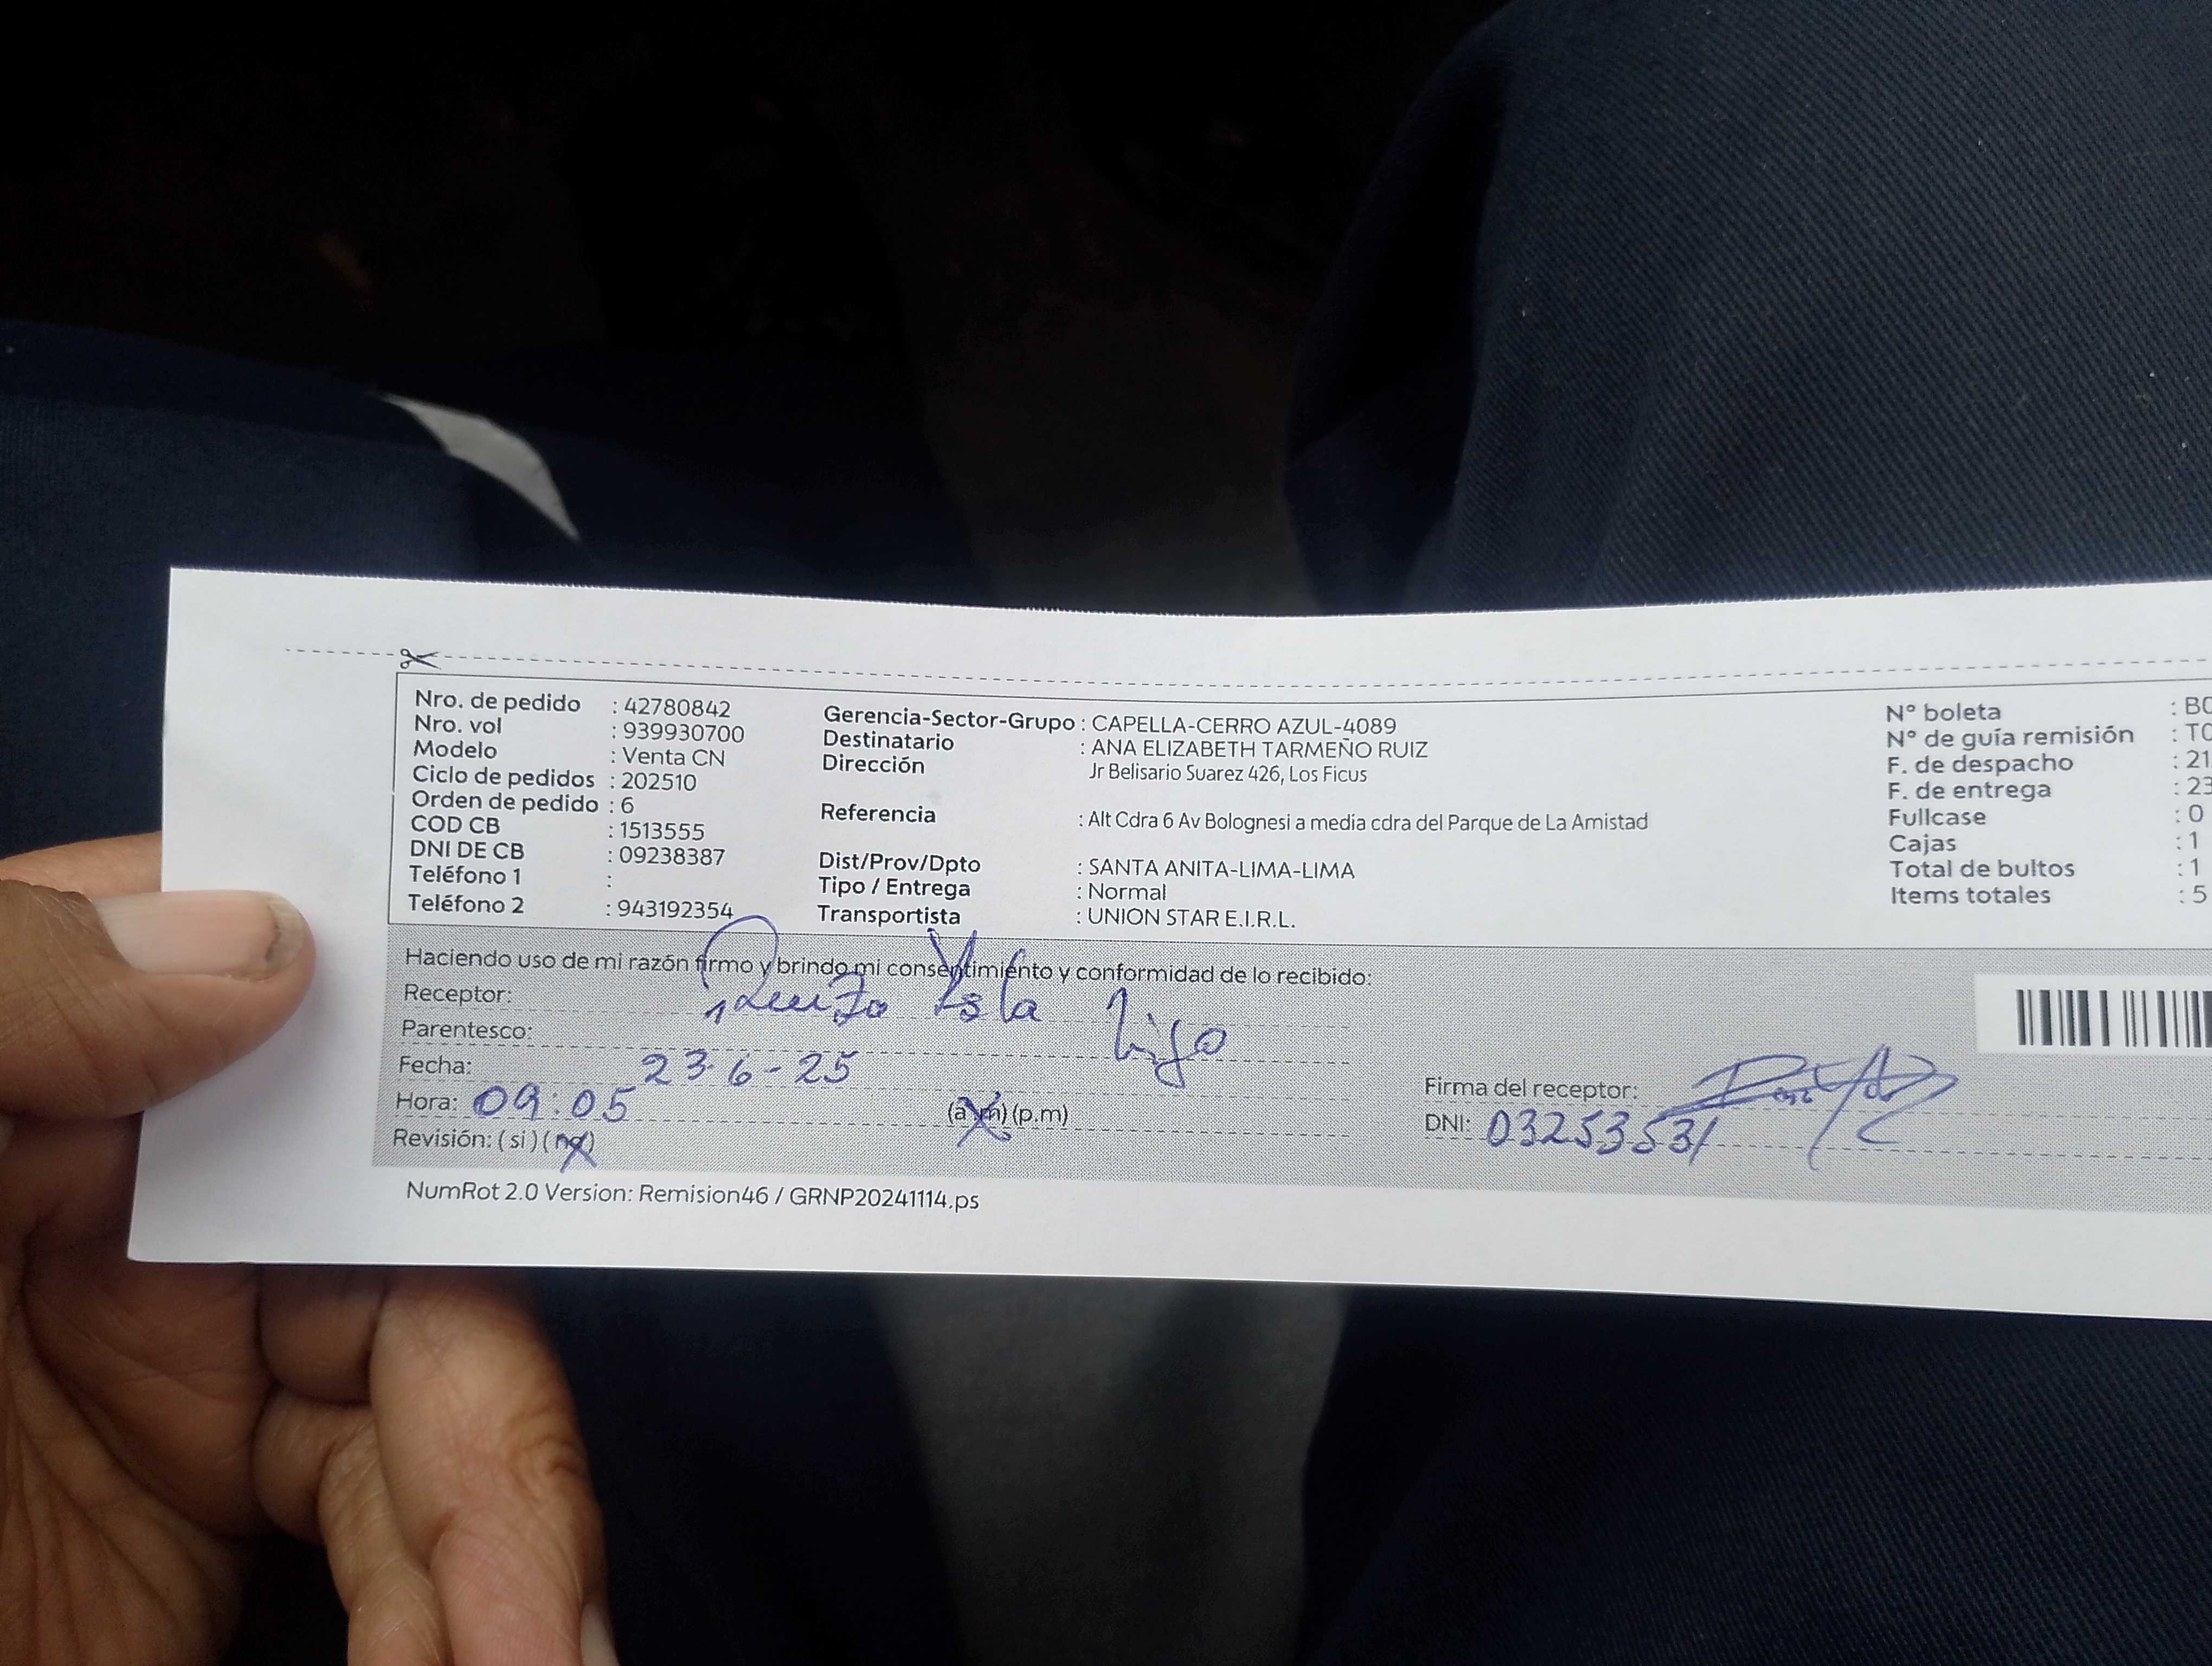 Nro. de pedido : 42780842
Nro. vol : 939930700
Modelo : Venta CN
Ciclo de pedidos : 202510
Orden de pedido : 6
COD CB : 1513555
DNI DE CB : 09238387
Teléfono 1 :
Teléfono 2 : 943192354
Gerencia-Sector-Grupo : CAPELLA-CERRO AZUL-4089
Destinatario : ANA ELIZABETH TARMEÑO RUIZ
Dirección Jr Belisario Suarez 426, Los Ficus
Referencia : Alt Cdra 6 Av Bolognesi a media cdra del Parque de La Amistad
Dist/Prov/Dpto : SANTA ANITA-LIMA-LIMA
Tipo / Entrega : Normal
Transportista : UNION STAR E.I.R.L.
N° boleta : B0
N° de guía remisión : T0
F. de despacho : 21
F. de entrega : 23
Fullcase : 0
Cajas : 1
Total de bultos : 1
Items totales : 5
Haciendo uso de mi razón firmo y brindo mi consentimiento y conformidad de lo recibido:
Receptor: Isla
Parentesco: hijo
Fecha: 23-6-25
Hora: 09:05 (a.m) (p.m)
Revisión: (si) (no)
Firma del receptor:
DNI: 03253531
NumRot 2.0 Version: Remision46 / GRNP20241114.ps